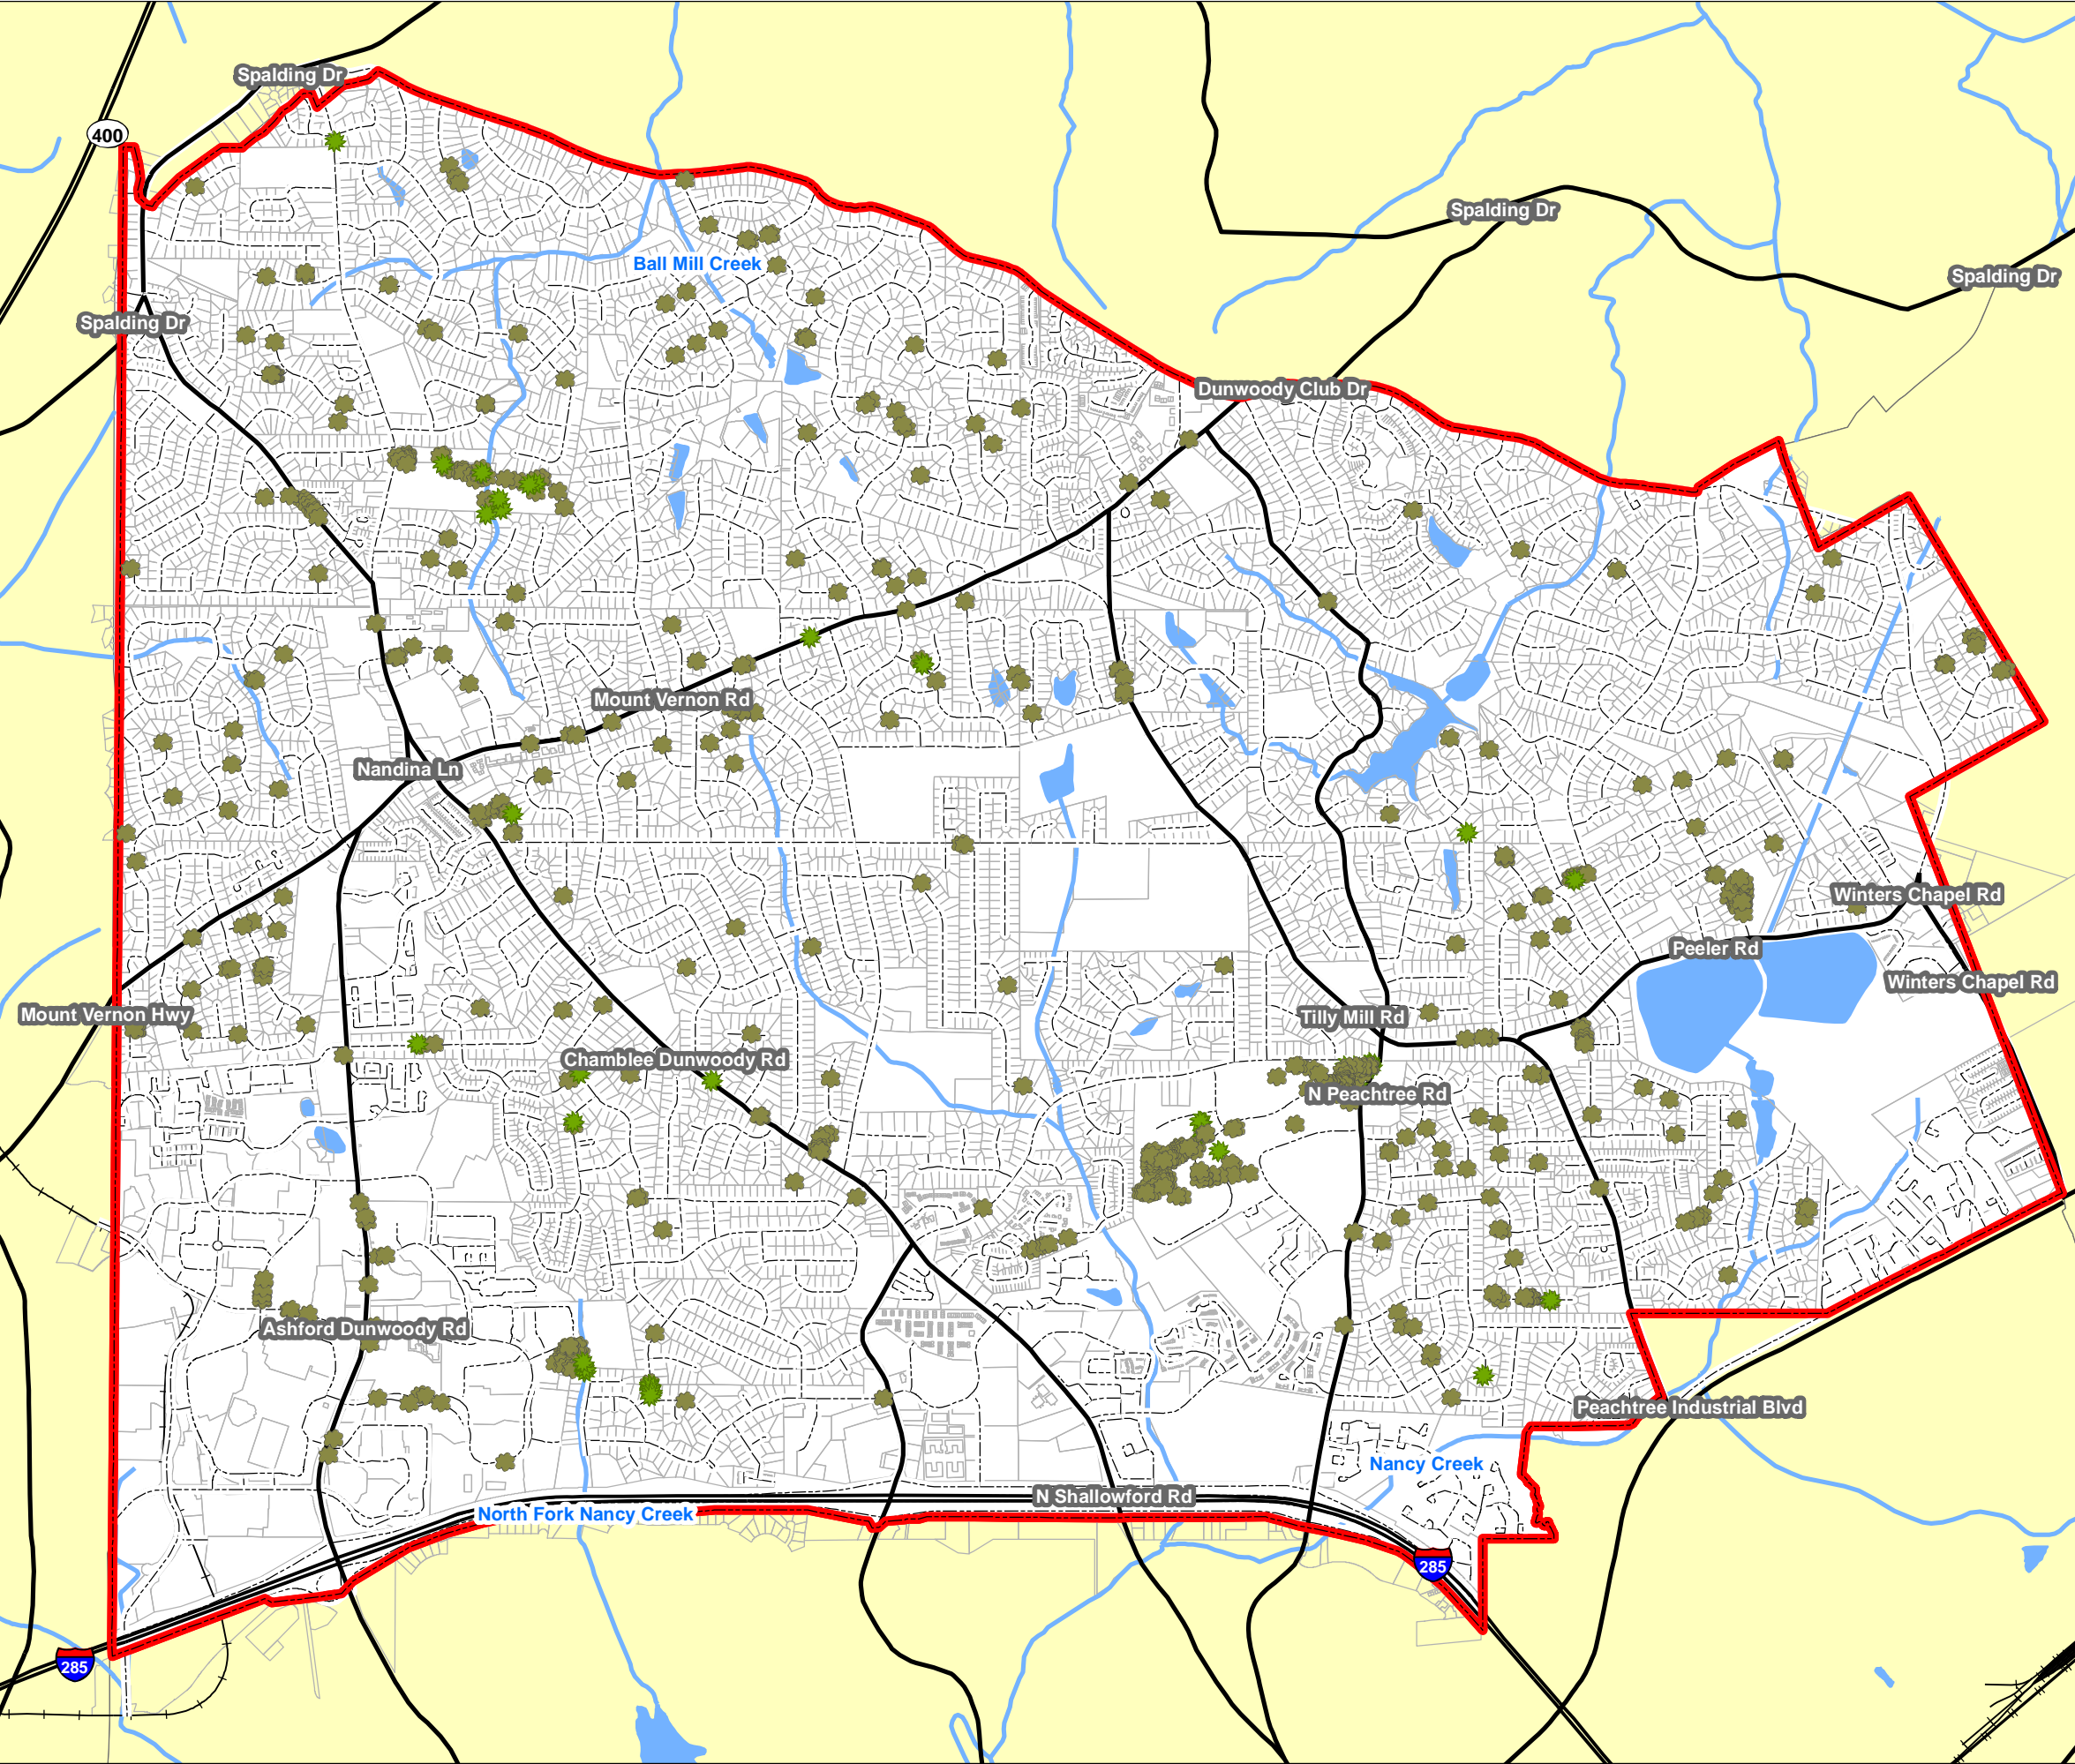 Spalding Dr
400
Spalding Dr
Ball Mill Creek
Spalding Dr
Spalding Dr
Dunwoody Club Dr
Mount Vernon Rd
Nandina Ln
Winters Chapel Rd
Peeler Rd
Winters Chapel Rd
Mount Vernon Hwy
Tilly Mill Rd
Chamblee Dunwoody Rd
N Peachtree Rd
Ashford Dunwoody Rd
Peachtree Industrial Blvd
Nancy Creek
N Shallowford Rd
North Fork Nancy Creek
285
285